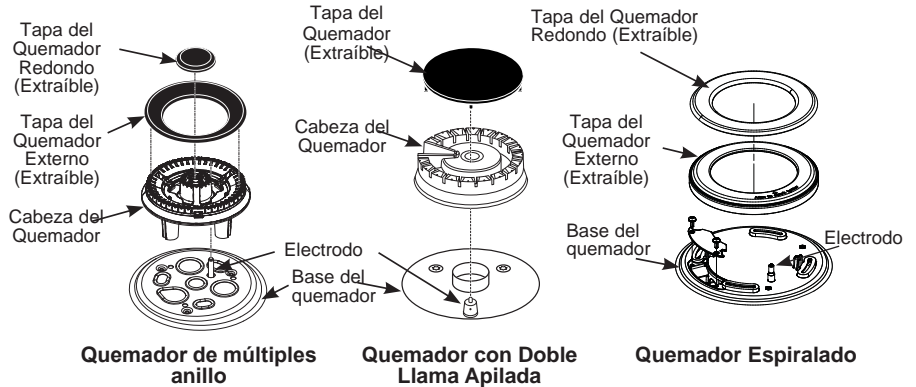 Tapa del
Quemador
Redondo
(Extraíble)
Tapa del
Quemador
Externo
(Extraíble)
Cabeza del
Quemador
Tapa del
Quemador
(Extraíble)
Cabeza del
Quemador
Electrodo
Base del
quemador
Tapa del Quemador
Redondo (Extraíble)
Tapa del
Quemador
Externo
(Extraíble)
Base del
quemador
Electrodo
Quemador de múltiples
anillo
Quemador con Doble
Llama Apilada
Quemador Espiralado